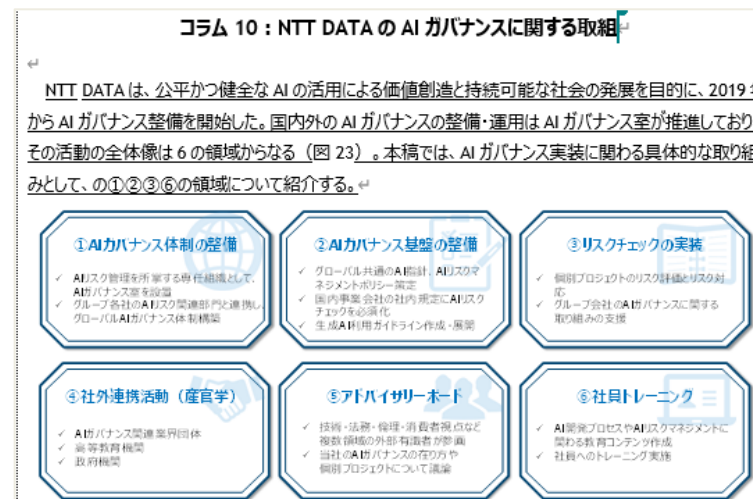 コラム 10：NTT DATA の AI ガバナンスに関する取組
NTT DATA は、公平かつ健全な AI の活用による価値創造と持続可能な社会の発展を目的に、2019
から AI ガバナンス整備を開始した。国内外の AI ガバナンスの整備・運用は AI ガバナンス室が推進しており
その活動の全体像は 6 の領域からなる（図 23）。本稿では、AI ガバナンス実装に関わる具体的な取り組
みとして、の①②③⑥の領域について紹介する。
①AIガバナンス体制の整備
✓ AIリスク管理を所掌する専任組織として、
AIガバナンス室を設置
✓ グループ各社のAIリスク関連部門と連携し、
グローバルAIガバナンス体制構築
②AIガバナンス基盤の整備
✓ グローバル共通のAI指針、AIリスクマ
ネジメントポリシー策定
✓ 国内事業会社の社内規定にAIリスク
チェックを必須化
✓ 生成AI利用ガイドライン作成・展開
③リスクチェックの実装
✓ 個別プロジェクトのリスク評価とリスク対
応
✓ グループ会社のAIガバナンスに関する
取り組みの支援
④社外連携活動（産官学）
✓ AIガバナンス関連業界団体
✓ 高等教育機関
✓ 政府機関
⑤アドバイザリーボード
✓ 技術・法務・倫理・消費者視点など
複数領域の外部有識者が参画
✓ 当社のAIガバナンスの在り方や
個別プロジェクトについて議論
⑥社員トレーニング
✓ AI開発プロセスやAIリスクマネジメントに
関わる教育コンテンツ作成
✓ 社員へのトレーニング実施